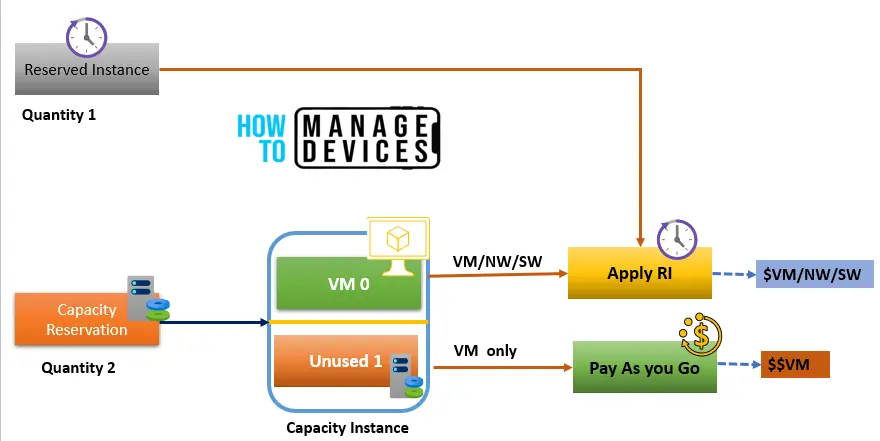 Reserved Instance
Quantity 1
HOW TO
MANAGE
DEVICES
VM/NW/SW
VM 0
Apply RI
$VM/NW/SW
Capacity
Reservation
Quantity 2
Unused 1
VM only
Pay As you Go
$$VM
$
Capacity Instance